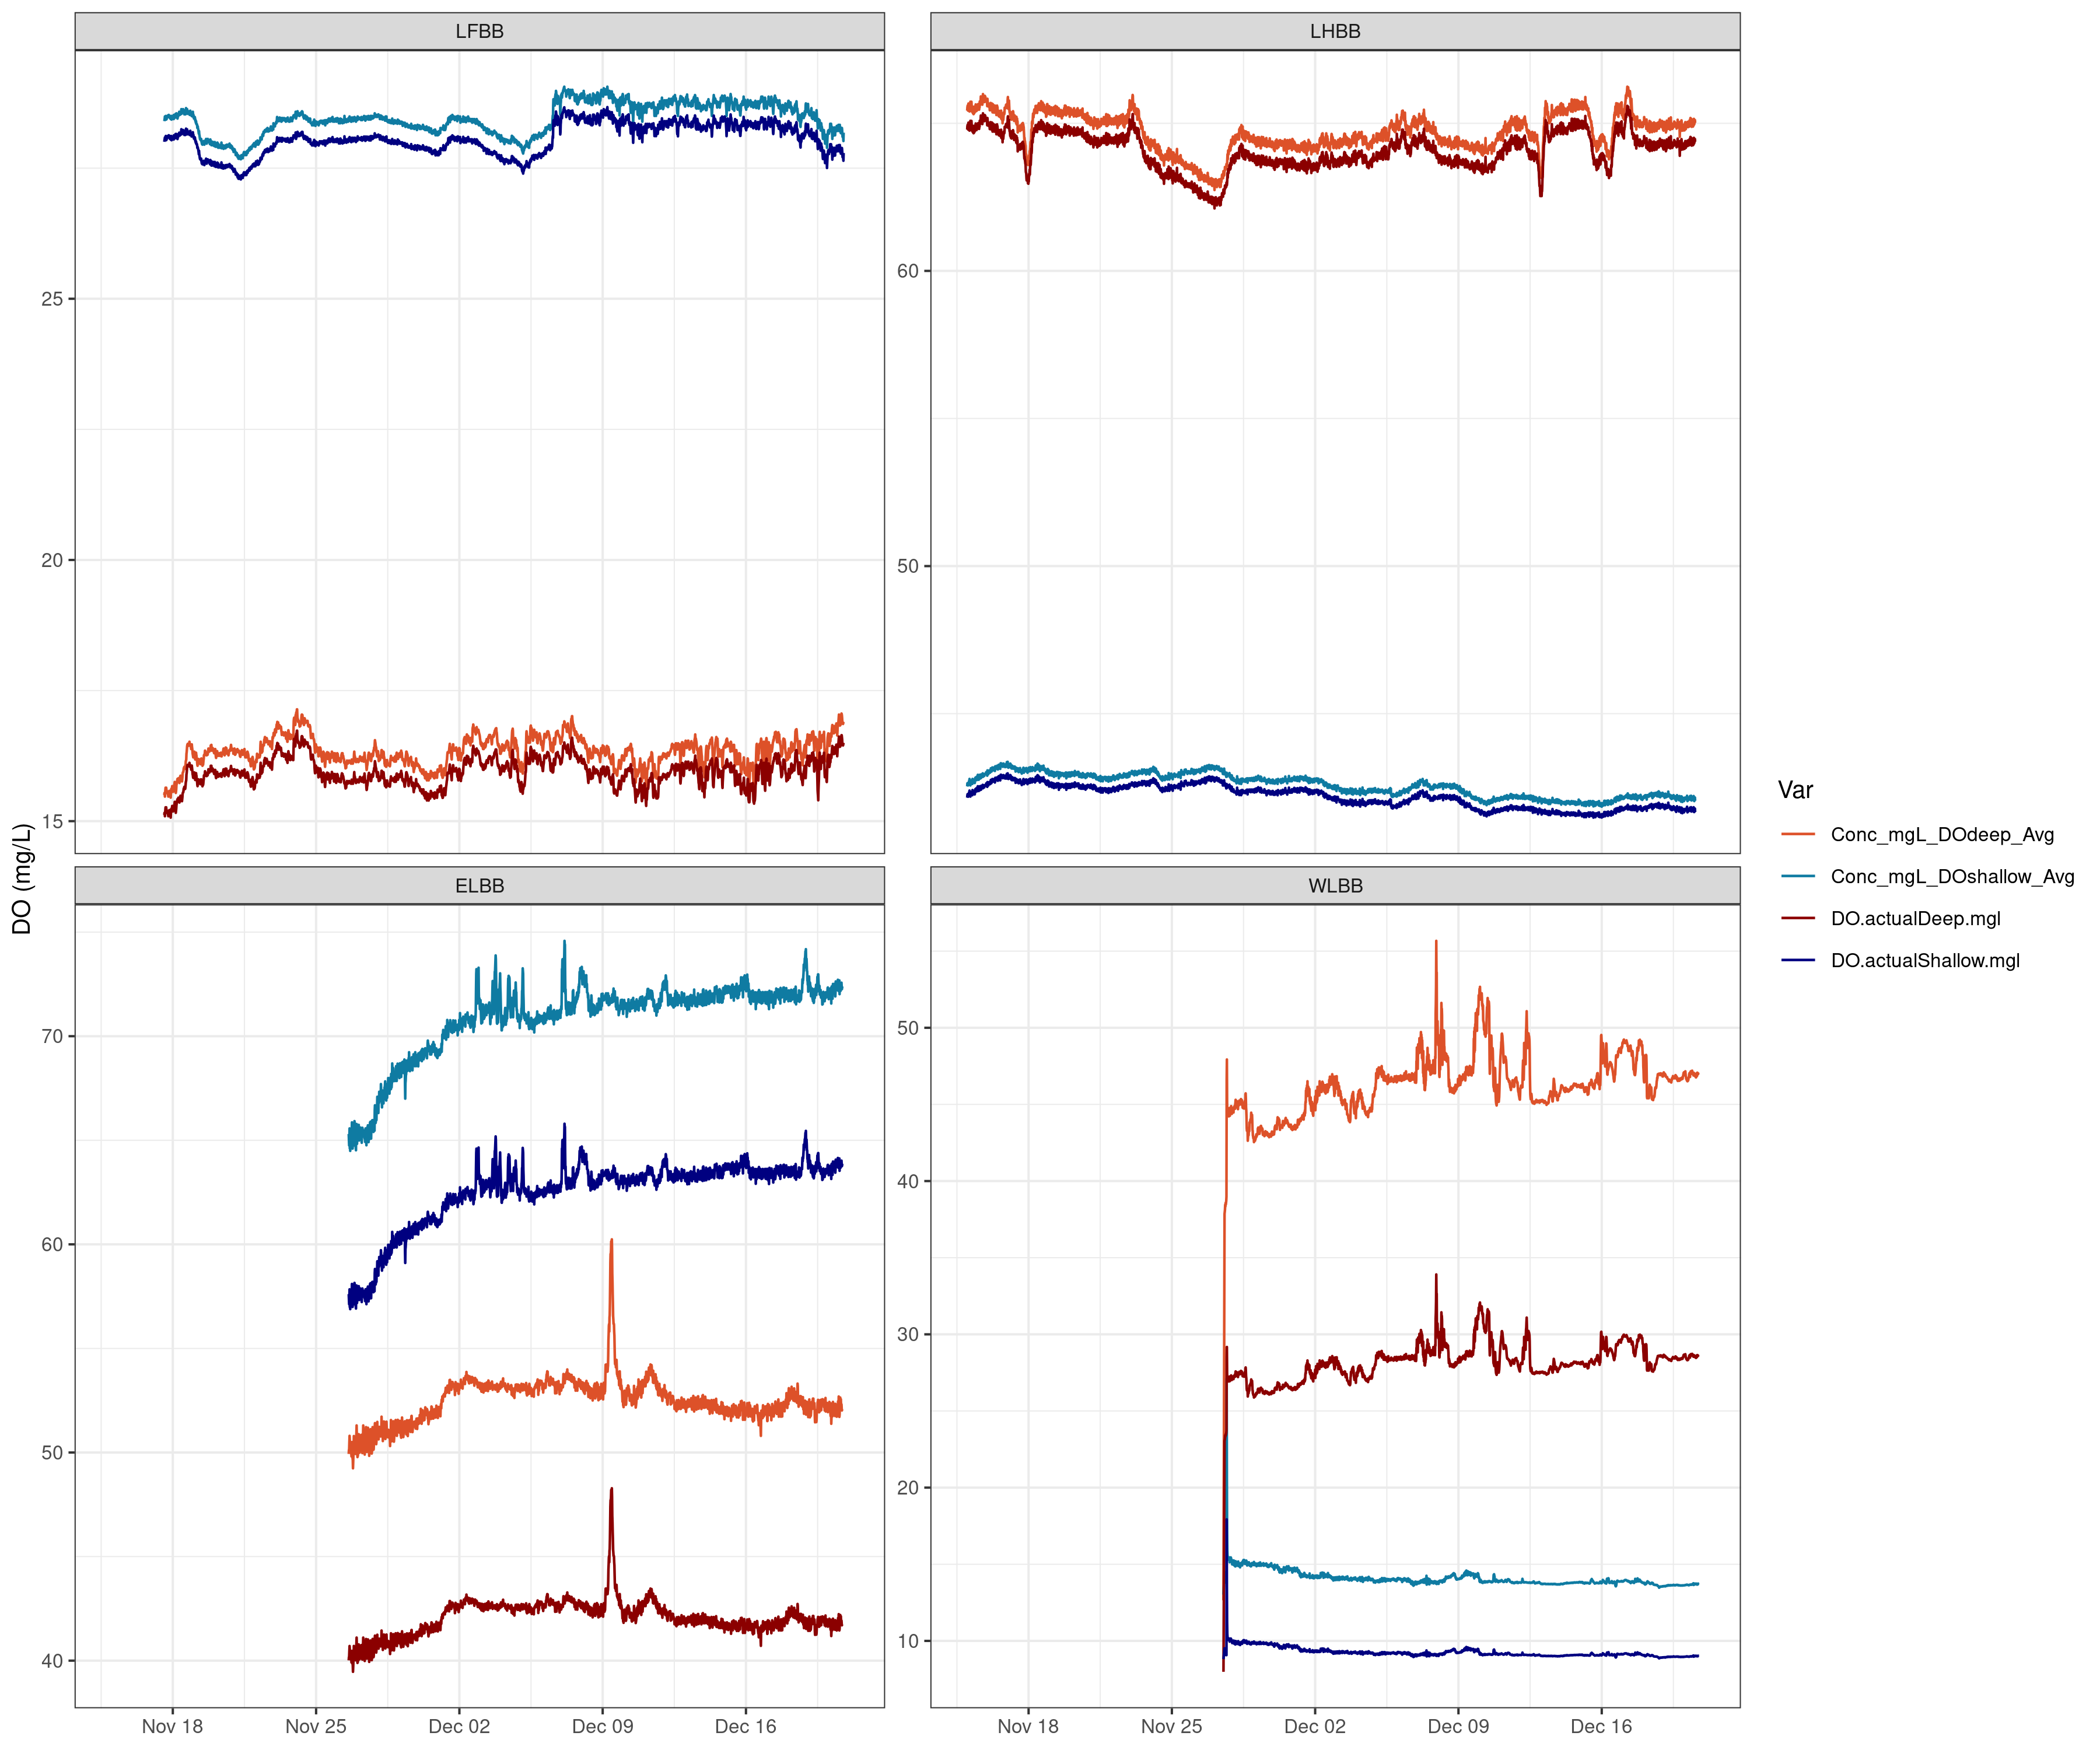 LFBB
LHBB
25
20
15
60
50
DO (mg/L)
ELBB
WLBB
70
60
50
40
50
40
30
20
10
Nov 18
Nov 25
Dec 02
Dec 09
Dec 16
Nov 18
Nov 25
Dec 02
Dec 09
Dec 16
Var
Conc_mgL_DOdeep_Avg
Conc_mgL_DOshallow_Avg
DO.actualDeep.mgl
DO.actualShallow.mgl